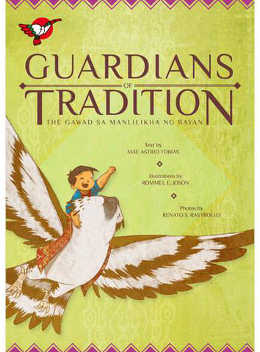 GUARDIANS
OF
TRADITION
THE GAWAD SA MANLILIKHA NG BAYAN
Text by
MAE ASTRID TOBIAS
Illustrations by
ROMMEL E. JOSON
Photos by
RENATO S. RASTROLLO